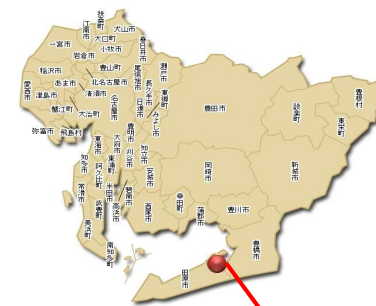 扶桑町
犬山市
江南市
大口町
小牧市
一宮市
岩倉市
春日井市
稲沢市
豊山町
瀬戸市
あま市
北名古屋市
尾張旭市
愛西市
津島市
清須市
名古屋市
長久手市
日進市
東郷町
みよし市
豊田市
設楽町
豊根村
東栄町
蟹江町
大治町
弥富市
飛島村
豊明市
大府市
刈谷市
知立市
東海市
東浦町
知多市
阿久比町
安城市
岡崎市
新城市
常滑市
半田市
高浜市
碧南市
西尾市
幸田町
蒲郡市
豊川市
武豊町
美浜町
南知多町
豊橋市
田原市